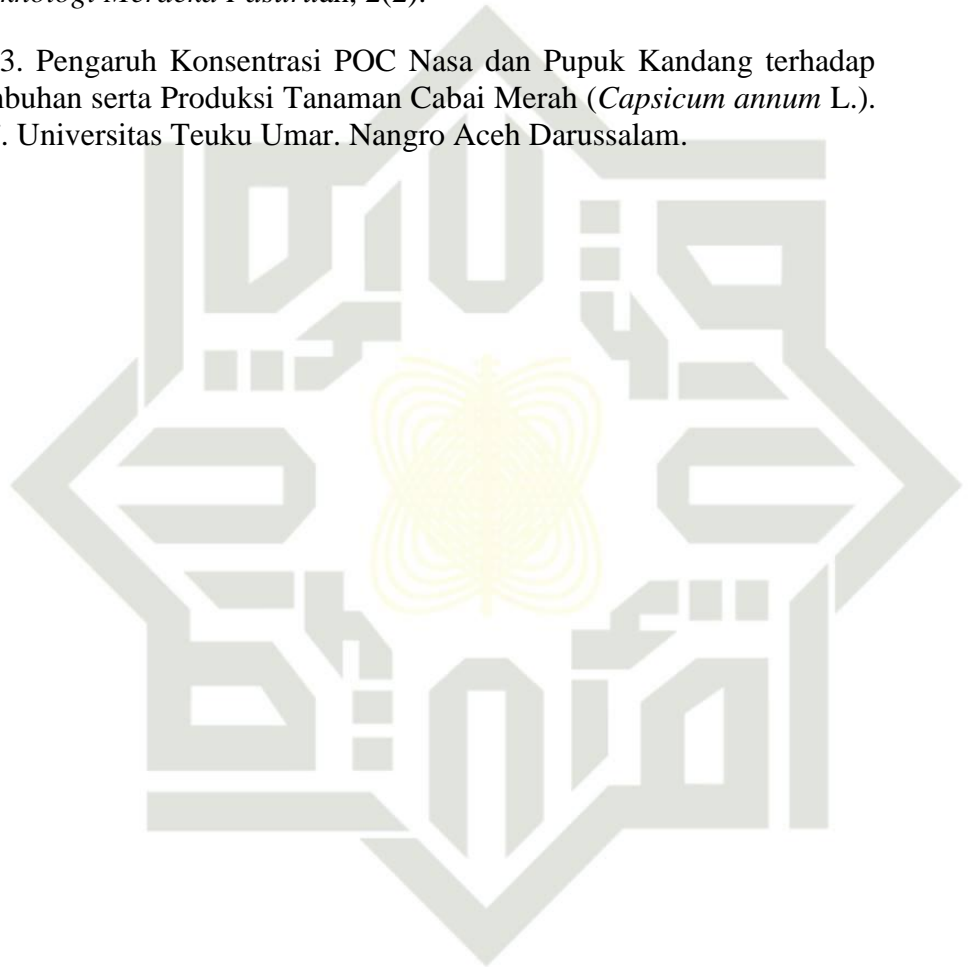 knologi Merdeka Pasuruan, 2(2).
3. Pengaruh Konsentrasi POC Nasa dan Pupuk Kandang terhadap
mbuhan serta Produksi Tanaman Cabai Merah (Capsicum annum L.).
. Universitas Teuku Umar. Nangro Aceh Darussalam.